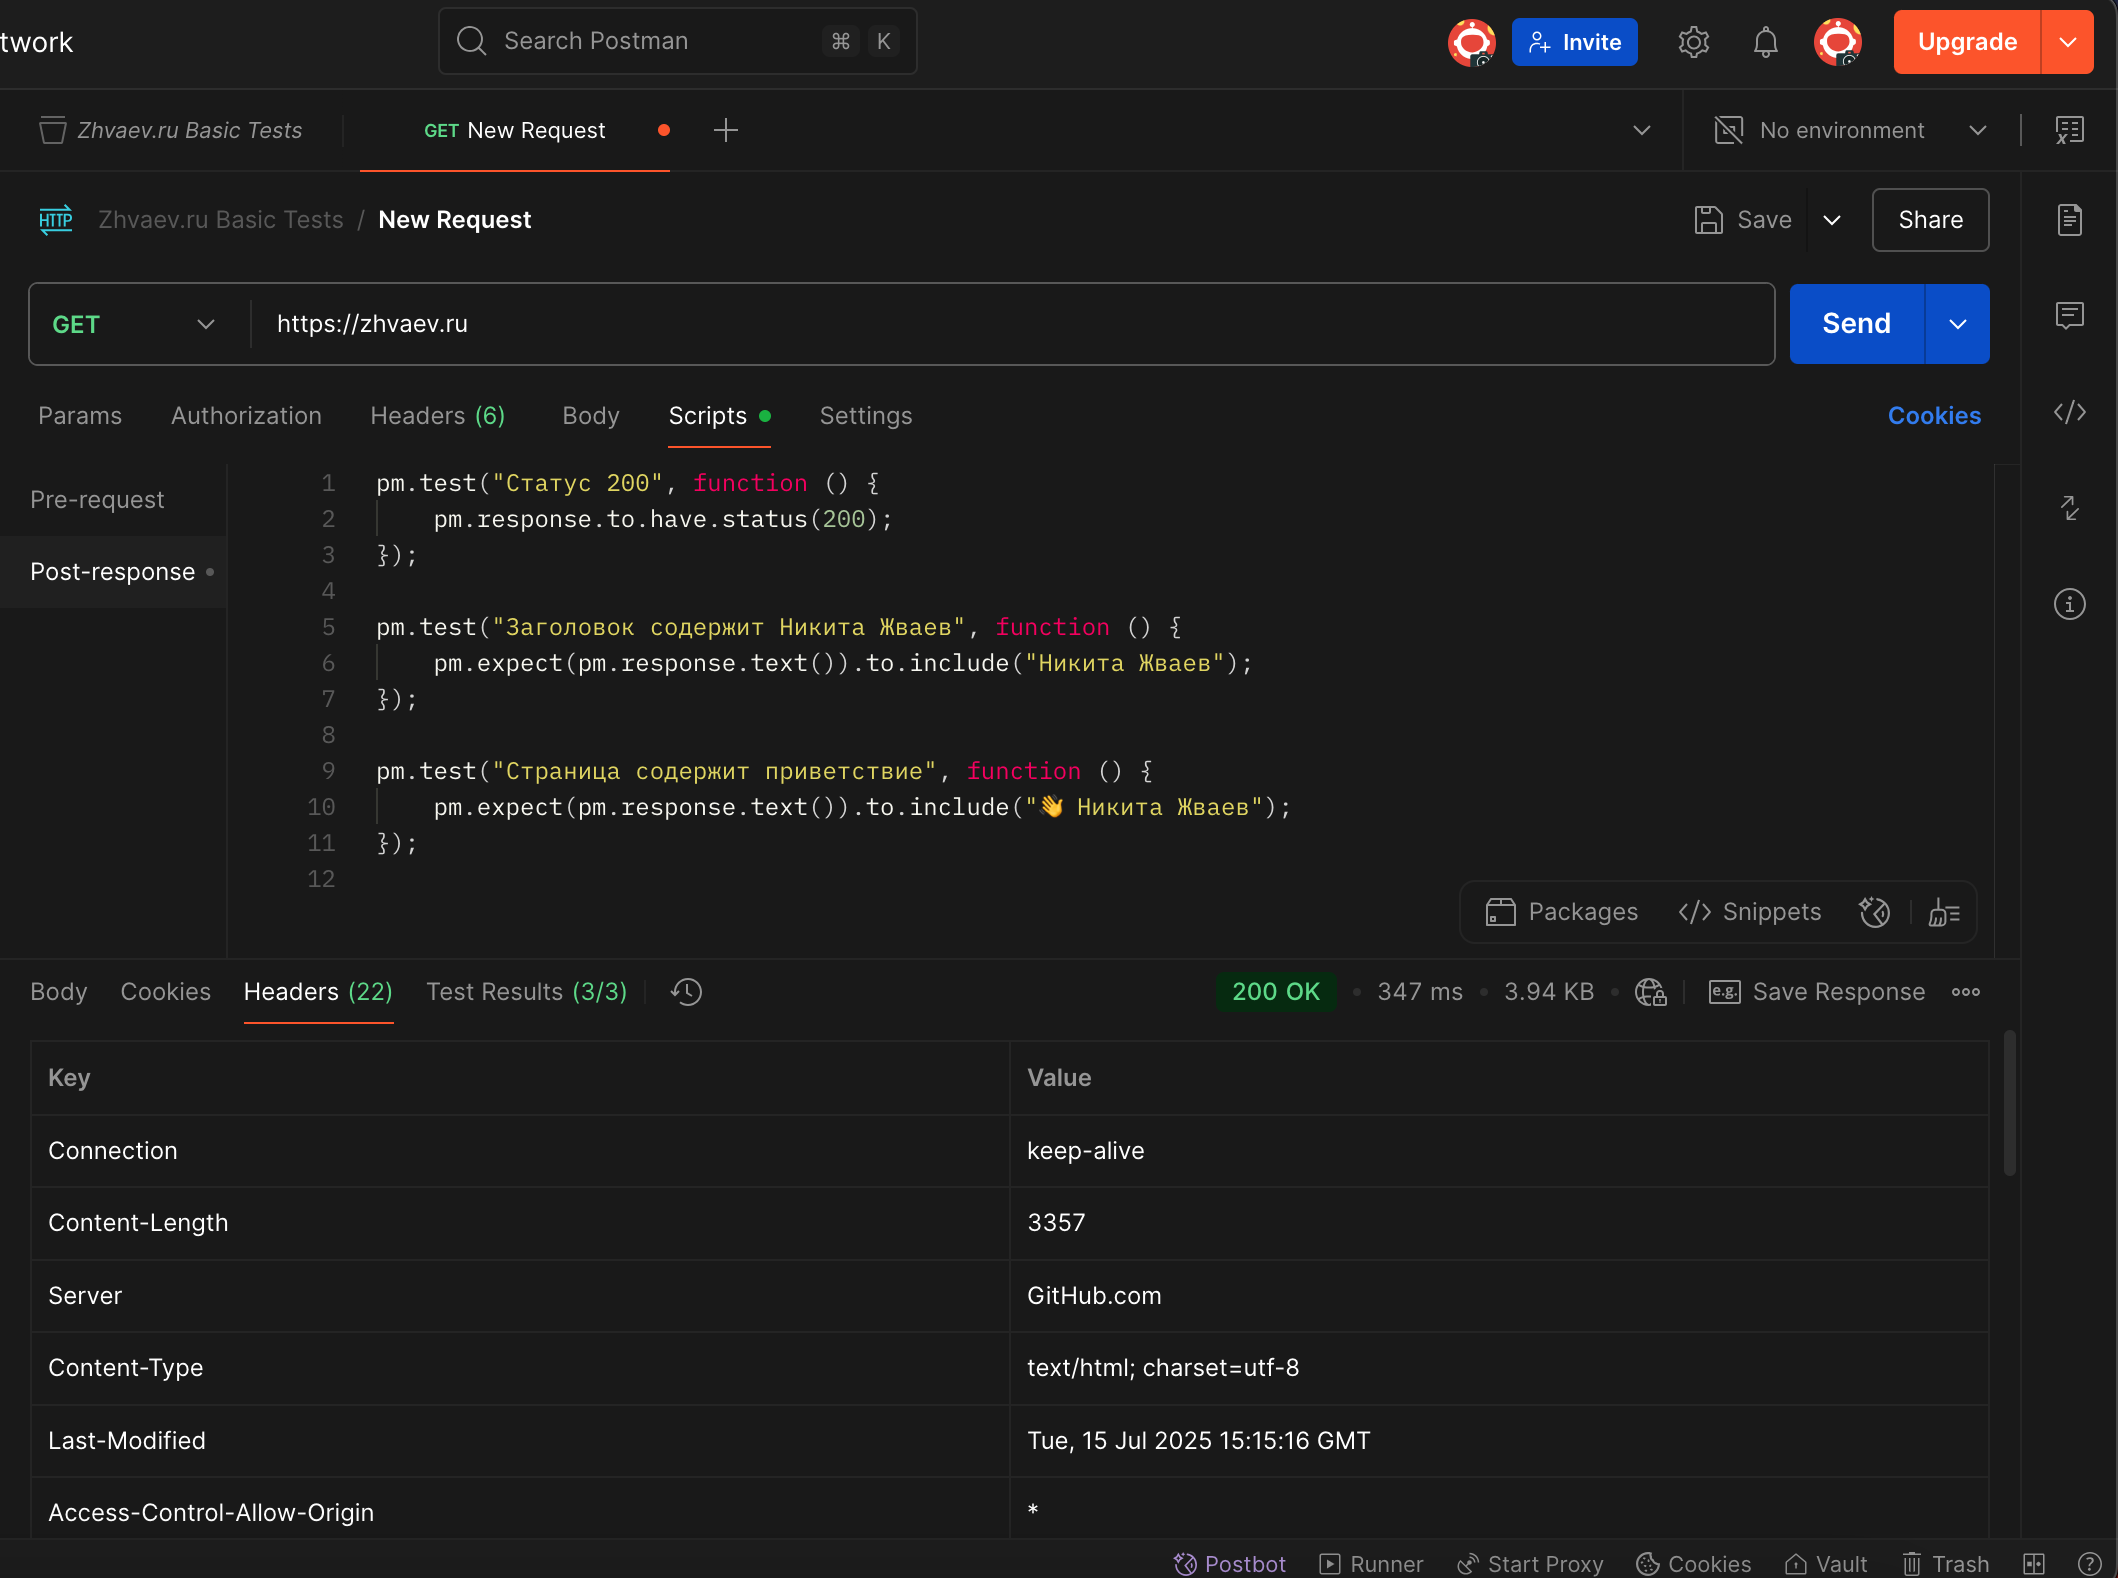 twork
Search Postman ⌘ K
Invite
Upgrade
Zhvaev.ru Basic Tests
GET New Request
No environment
HTTP Zhvaev.ru Basic Tests / New Request
Save
Share
GET https://zhvaev.ru
Send
Params Authorization Headers (6) Body Scripts Settings Cookies
Pre-request
Post-response
1 pm.test("Статус 200", function () {
2 pm.response.to.have.status(200);
3 });
4
5 pm.test("Заголовок содержит Никита Жваев", function () {
6 pm.expect(pm.response.text()).to.include("Никита Жваев");
7 });
8
9 pm.test("Страница содержит приветствие", function () {
10 pm.expect(pm.response.text()).to.include("👋 Никита Жваев");
11 });
12
Packages </> Snippets
Body Cookies Headers (22) Test Results (3/3)
200 OK • 347 ms • 3.94 KB • e.g. Save Response
Key Value
Connection keep-alive
Content-Length 3357
Server GitHub.com
Content-Type text/html; charset=utf-8
Last-Modified Tue, 15 Jul 2025 15:15:16 GMT
Access-Control-Allow-Origin *
Postbot Runner Start Proxy Cookies Vault Trash